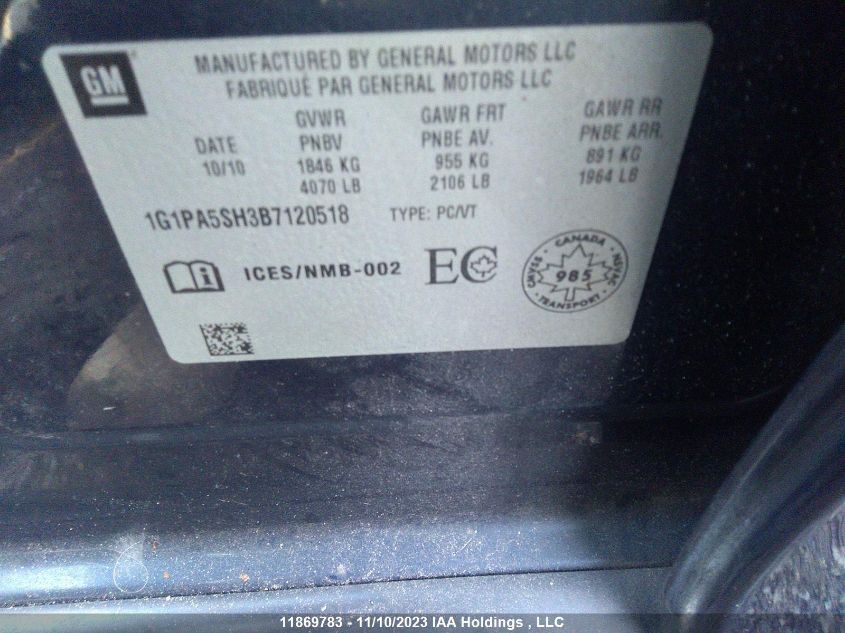 GM
MANUFACTURED BY GENERAL MOTORS LLC
FABRIQUÉ PAR GENERAL MOTORS LLC
GVWR GAWR FRT GAWR RR
DATE PNBV PNBE AV. PNBE ARR.
10/10 1846 KG 955 KG 891 KG
4070 LB 2106 LB 1964 LB
1G1PA5SH3B7120518 TYPE: PC/VT
i ICES/NMB-002 EC
CANADA
CMVSS 985 NSVAC
TRANSPORT
11869783 - 11/10/2023 IAA Holdings , LLC